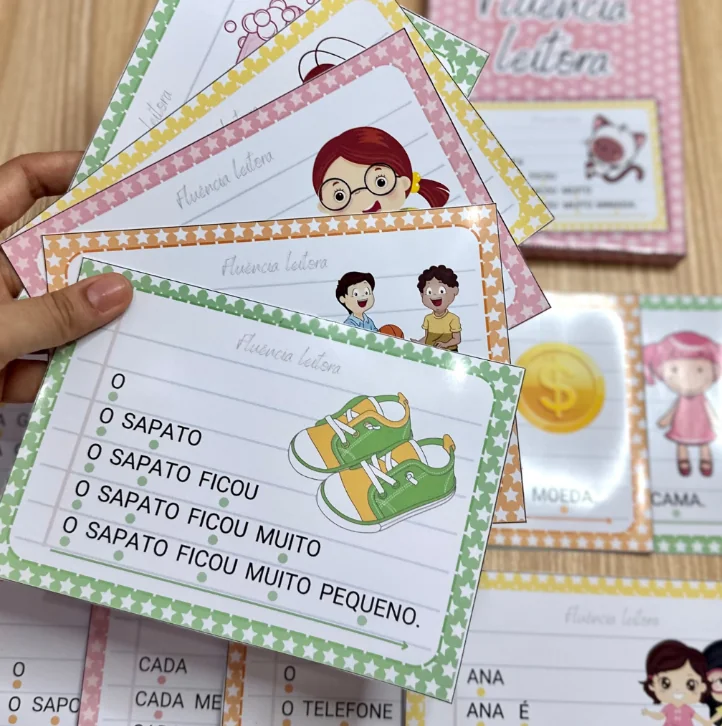 Fluência
leitora
Fluência leitora
Fluência leitora
Fluência leitora
O
O SAPATO
O SAPATO FICOU
O SAPATO FICOU MUITO
O SAPATO FICOU MUITO PEQUENO.
MOEDA.
CAMA.
O
O SAPO
CADA
CADA ME
O
O TELEFONE
Fluência leitora
ANA
ANA É